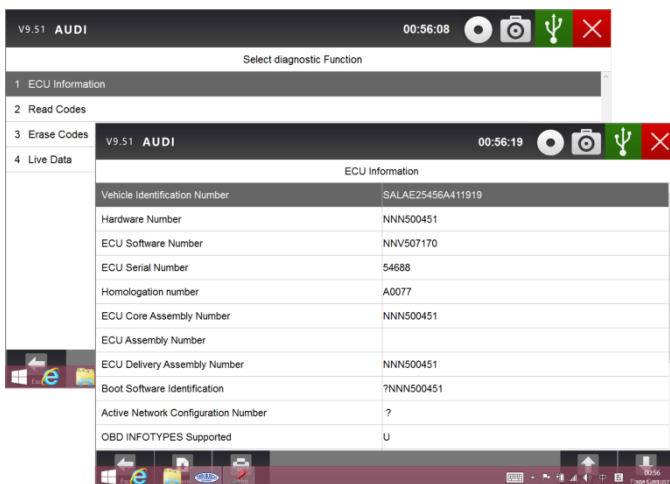 V9.51 AUDI 00:56:08
Select diagnostic Function
1 ECU Information
2 Read Codes
3 Erase Codes
4 Live Data
V9.51 AUDI 00:56:19
ECU Information
Vehicle Identification Number SALAE25456A411919
Hardware Number NNN500451
ECU Software Number NNV507170
ECU Serial Number 54688
Homologation number A0077
ECU Core Assembly Number NNN500451
ECU Assembly Number
ECU Delivery Assembly Number NNN500451
Boot Software Identification ?NNN500451
Active Network Configuration Number ?
OBD INFOTYPES Supported U
中
00:56